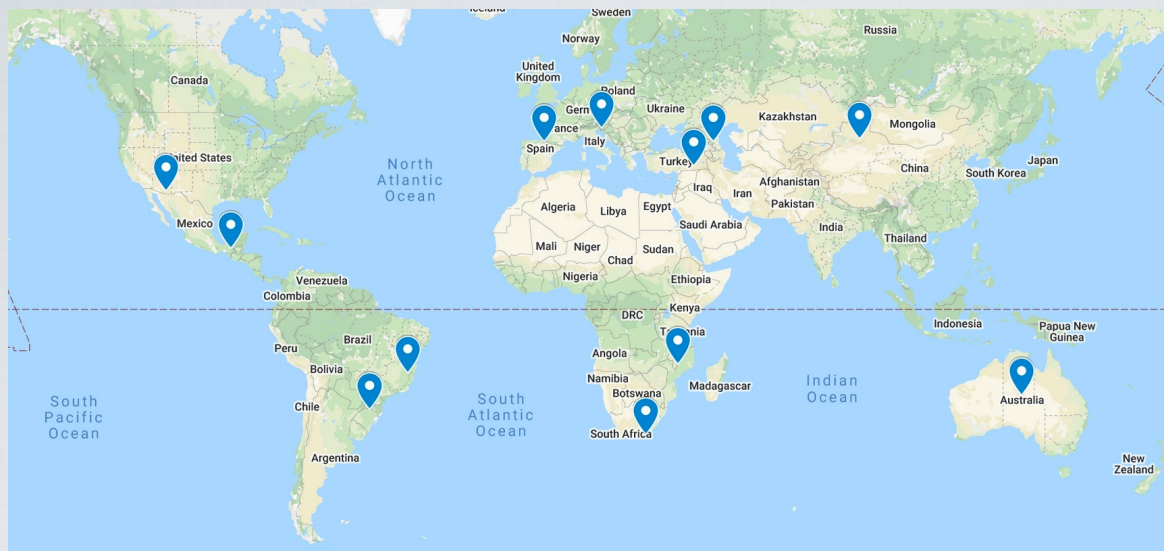 Iceland
Sweden
Norway
Russia
United
Kingdom
Canada
Poland
Germ
Ukraine
Kazakhstan
Mongolia
ance
Italy
Spain
Turkey
nited States
North
Atlantic
Ocean
China
Japan
South Korea
Afghanistan
Iraq
Iran
Pakistan
Algeria
Libya
Egypt
Mexico
Saudi Arabia
India
Thailand
Mali
Niger
Chad
Sudan
Nigeria
Ethiopia
Venezuela
Colombia
Kenya
DRC
Indonesia
Papua New
Guinea
T
nia
Brazil
Peru
Angola
Bolivia
Namibia
Madagascar
Botswana
Indian
Ocean
South
Pacific
Ocean
South
Atlantic
Ocean
Chile
Australia
South Africa
Argentina
New
Zealand